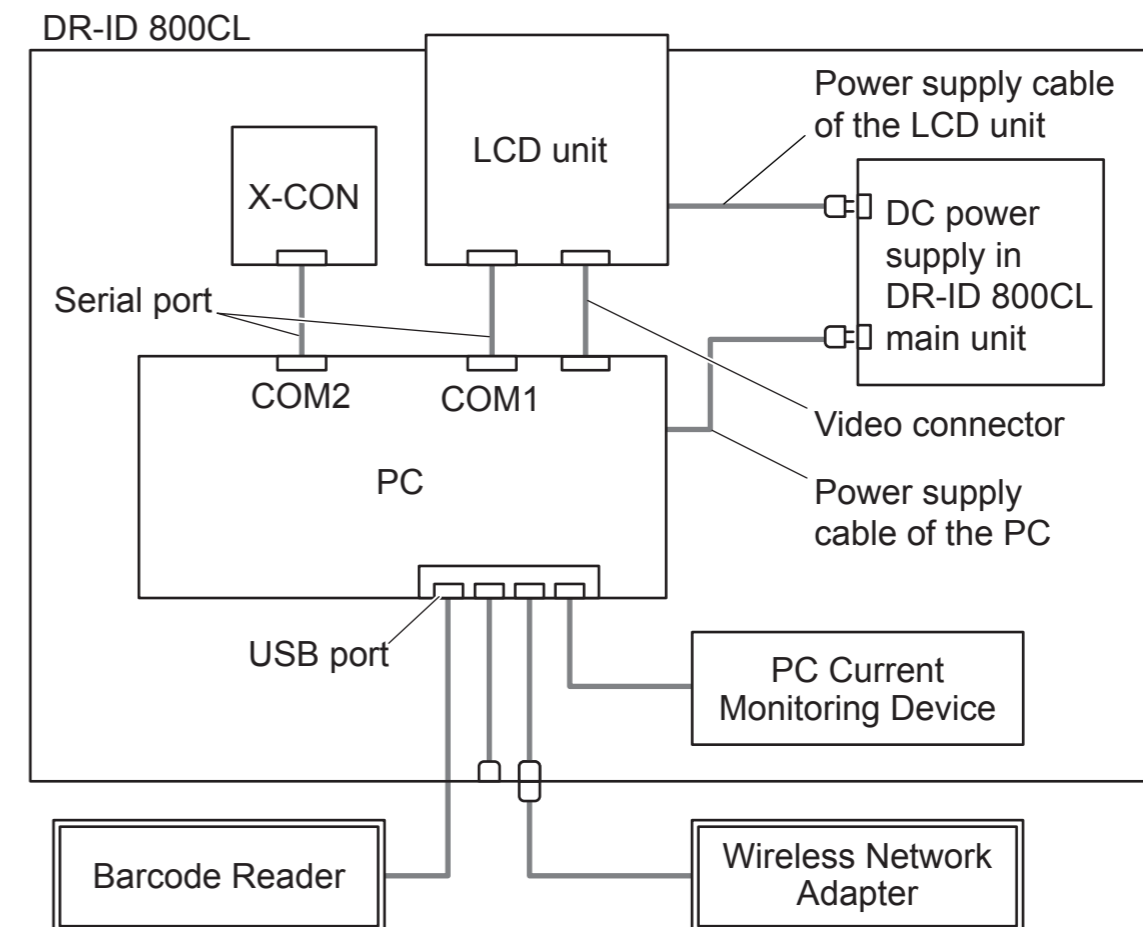 DR-ID 800CL
Power supply cable
of the LCD unit
LCD unit
X-CON
DC power
supply in
DR-ID 800CL
main unit
Serial port
COM2
COM1
Video connector
PC
Power supply
cable of the PC
USB port
PC Current
Monitoring Device
Barcode Reader
Wireless Network
Adapter